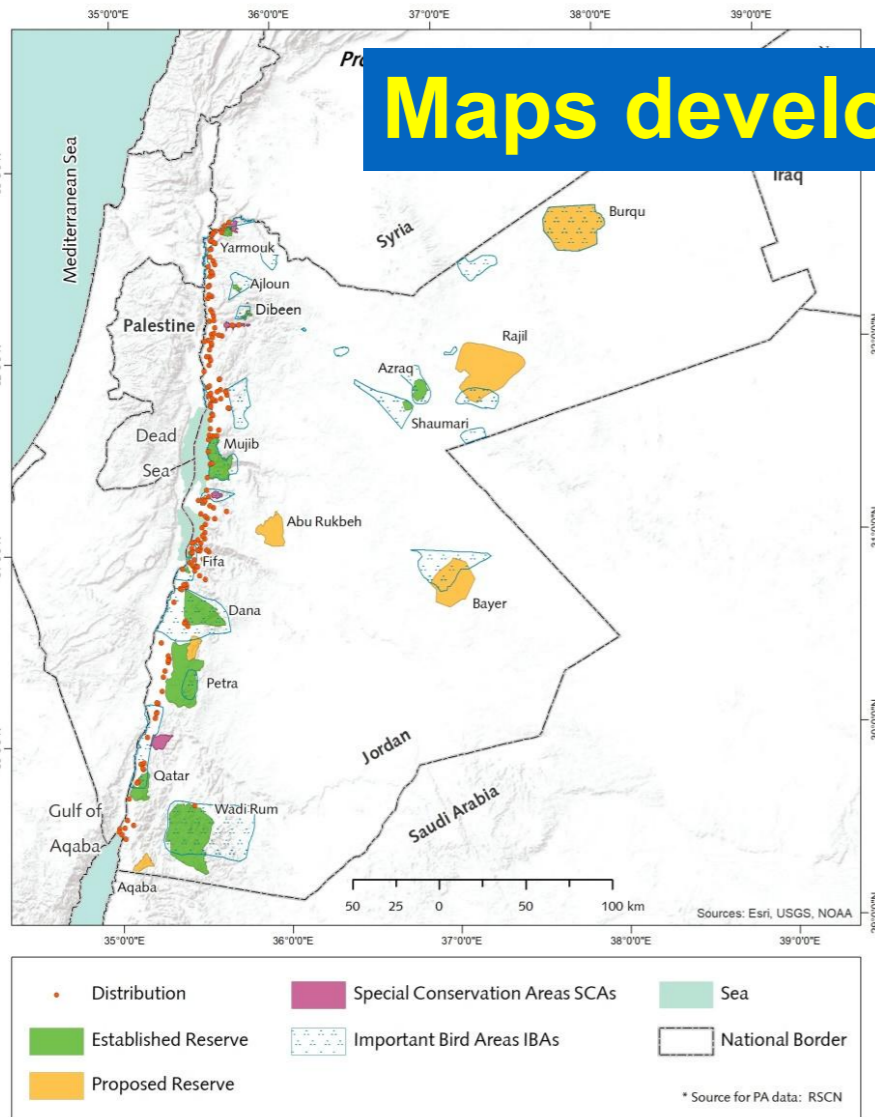 35°0'0"E 36°0'0"E 37°0'0"E 38°0'0"E 39°0'0"E
Maps develo
Mediterranean Sea
Iraq
Syria
Burqu
Yarmouk
Ajloun
Dibeen
Palestine
Rajil
Azraq
Shaumari
Dead
Sea
Mujib
Abu Rukbeh
Fifa
Bayer
Dana
Petra
Jordan
Qatar
Saudi Arabia
Wadi Rum
Gulf of
Aqaba
Aqaba
50 25 0 50 100 km
Sources: Esri, USGS, NOAA
35°0'0"E 36°0'0"E 37°0'0"E 38°0'0"E 39°0'0"E
Distribution
Special Conservation Areas SCAs
Sea
Established Reserve
Important Bird Areas IBAs
National Border
Proposed Reserve
* Source for PA data: RSCN